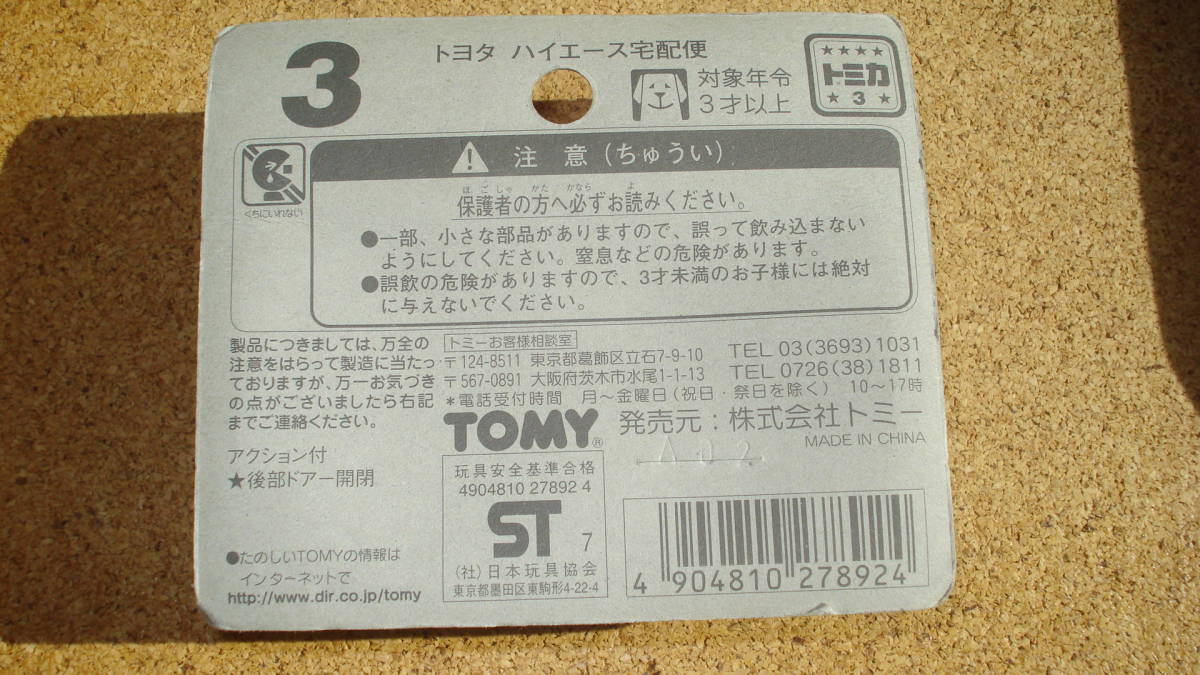 3
トヨタ ハイエース宅配便
対象年令
3才以上
★★★★
トミカ
★3★
くちにいれない
注 意 (ちゅうい)
ほごしゃ かた かなら よ
保護者の方へ必ずお読みください。
●一部、小さな部品がありますので、誤って飲み込まない
ようにしてください。窒息などの危険があります。
●誤飲の危険がありますので、3才未満のお子様には絶対
に与えないでください。
製品につきましては、万全の
注意をはらって製造に当たっ
ておりますが、万一お気づき
の点がございましたら右記
までご連絡ください。
トミーお客様相談室
〒124-8511 東京都葛飾区立石7-9-10 TEL 03(3693)1031
〒567-0891 大阪府茨木市水尾1-1-13 TEL 0726(38)1811
*電話受付時間 月〜金曜日(祝日・祭日を除く) 10〜17時
TOMY® 発売元:株式会社トミー
MADE IN CHINA
A02
アクション付
★後部ドアー開閉
玩具安全基準合格
4904810 27892 4
ST 7
(社)日本玩具協会
東京都墨田区東駒形4-22-4
●たのしいTOMYの情報は
インターネットで
http://www.dir.co.jp/tomy
4 904810 278924